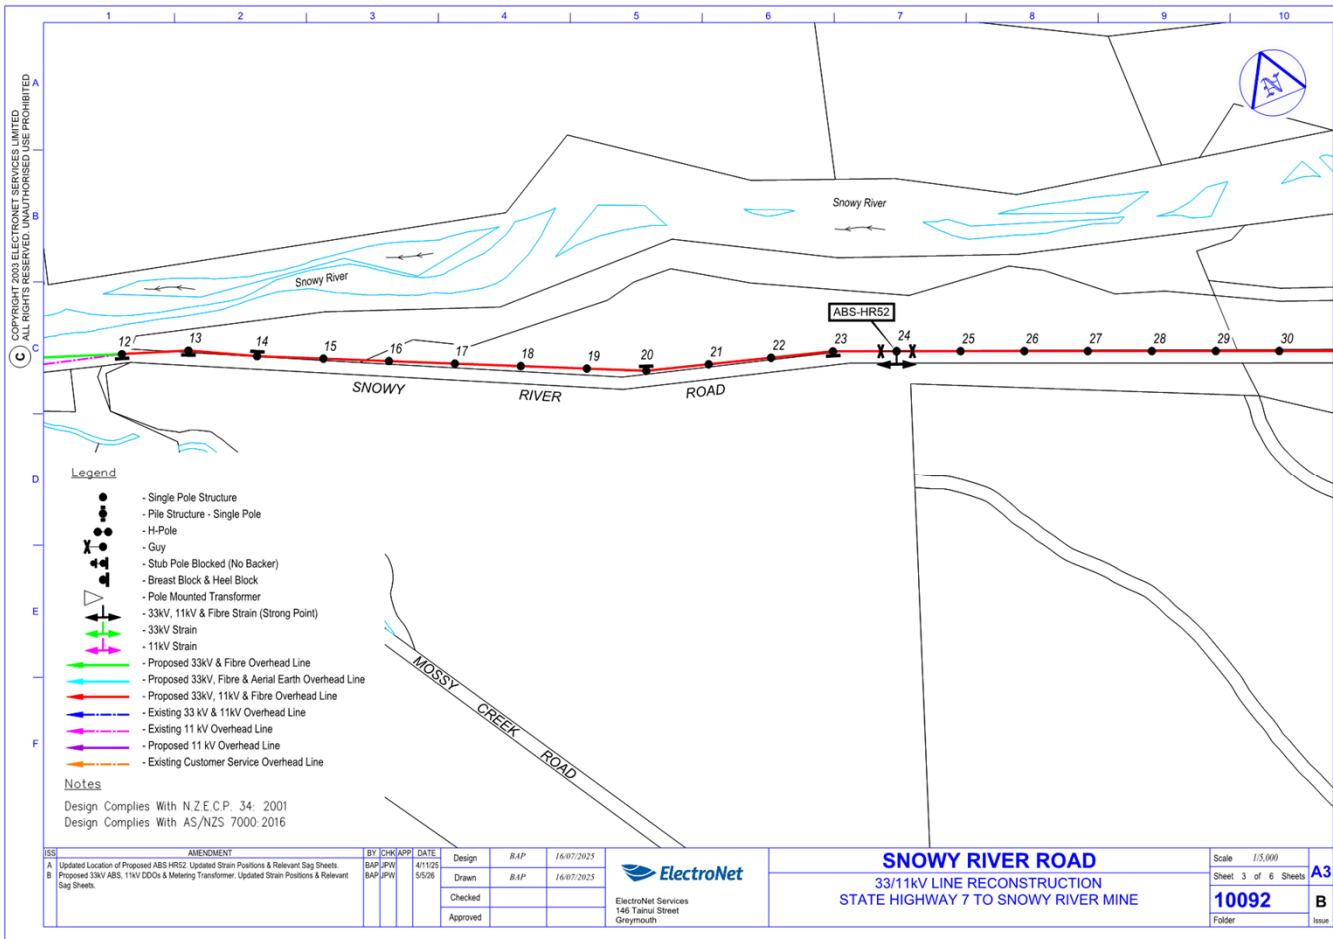 1 2 3 4 5 6 7 8 9 10
A
B
C
D
E
F
© COPYRIGHT 2003 ELECTRONET SERVICES LIMITED
ALL RIGHTS RESERVED. UNAUTHORISED USE PROHIBITED
N
Snowy River
Snowy River
ABS-HR52
12 13 14 15 16 17 18 19 20 21 22 23 24 25 26 27 28 29 30
SNOWY RIVER ROAD
Legend
- Single Pole Structure
- Pile Structure - Single Pole
- H-Pole
- Guy
- Stub Pole Blocked (No Backer)
- Breast Block & Heel Block
- Pole Mounted Transformer
- 33kV, 11kV & Fibre Strain (Strong Point)
- 33kV Strain
- 11kV Strain
- Proposed 33kV & Fibre Overhead Line
- Proposed 33kV, Fibre & Aerial Earth Overhead Line
- Proposed 33kV, 11kV & Fibre Overhead Line
- Existing 33 kV & 11kV Overhead Line
- Existing 11 kV Overhead Line
- Proposed 11 kV Overhead Line
- Existing Customer Service Overhead Line
MOSSY CREEK ROAD
Notes
Design Complies With N.Z.E.C.P. 34: 2001
Design Complies With AS/NZS 7000:2016
ISS AMENDMENT BY CHK APP DATE
A Updated Location of Proposed ABS HR52. Updated Strain Positions & Relevant Sag Sheets. BAP JPW 4/11/25
B Proposed 33kV ABS, 11kV DDOs & Metering Transformer. Updated Strain Positions & Relevant BAP JPW 5/5/26
Sag Sheets.
Design BAP 16/07/2025
Drawn BAP 16/07/2025
Checked
Approved
ElectroNet
ElectroNet Services
146 Tainui Street
Greymouth
SNOWY RIVER ROAD
33/11kV LINE RECONSTRUCTION
STATE HIGHWAY 7 TO SNOWY RIVER MINE
Scale 1/5,000
Sheet 3 of 6 Sheets A3
10092 B
Folder Issue